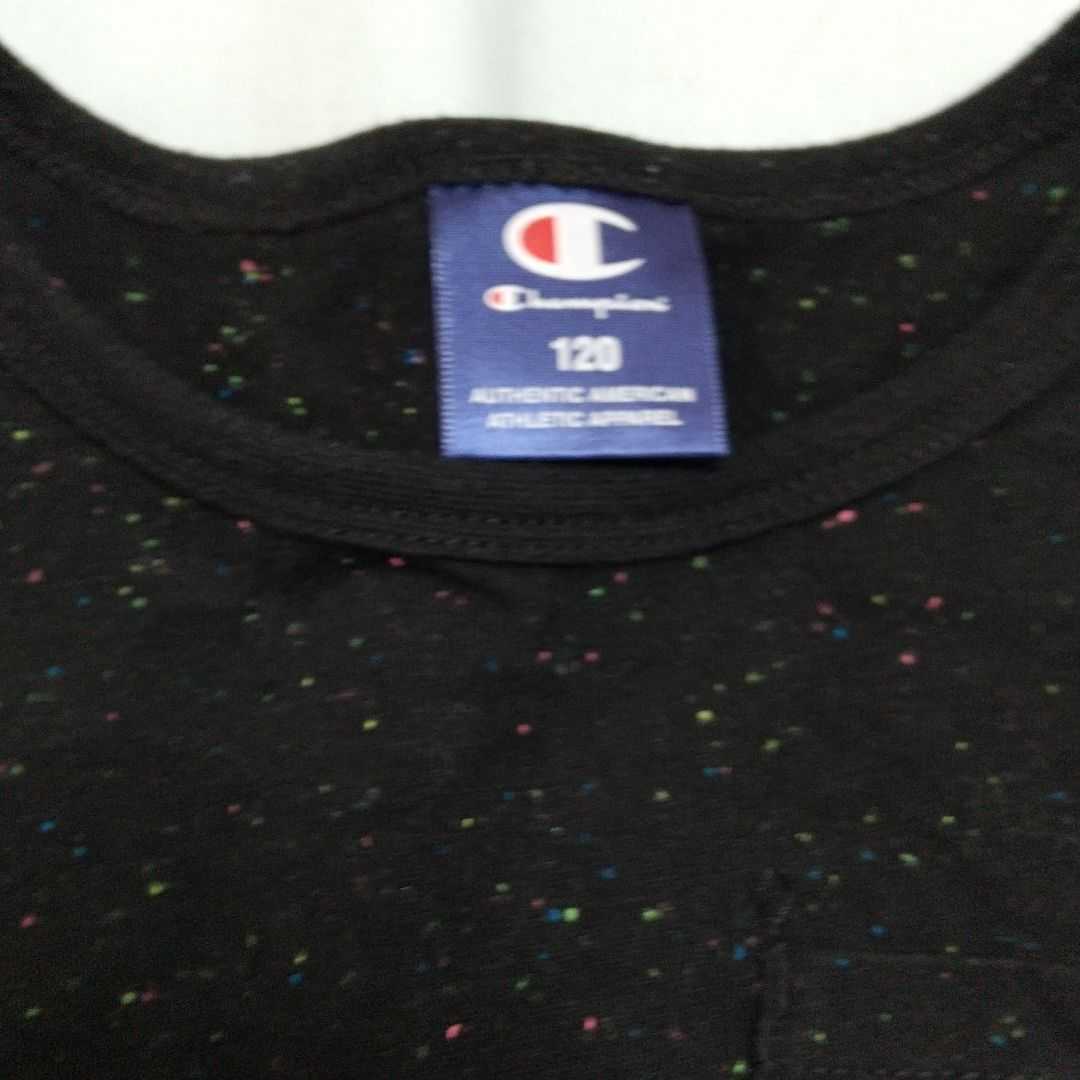 Champion
120
AUTHENTIC AMERICAN
ATHLETIC APPAREL